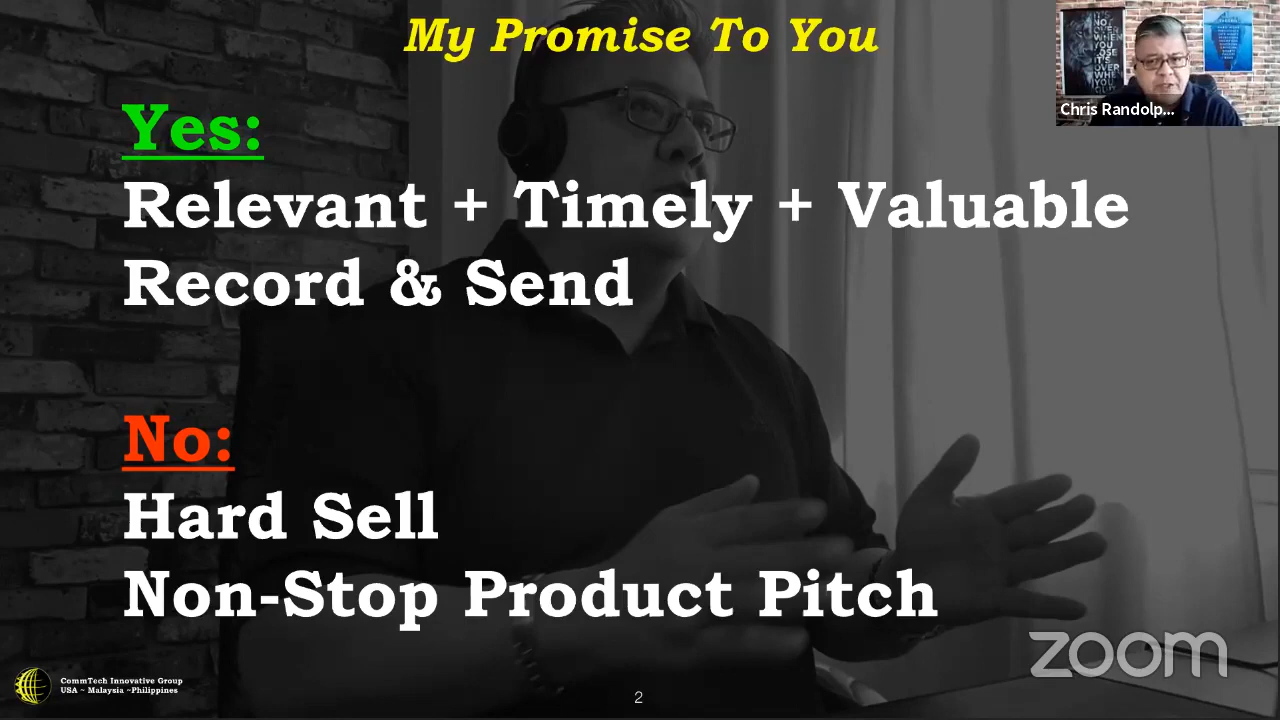 My Promise To You
Chris Randolp...
Yes:
Relevant + Timely + Valuable
Record & Send
No:
Hard Sell
Non-Stop Product Pitch
zoom
CommTech Innovative Group
USA ~ Malaysia ~Philippines
2